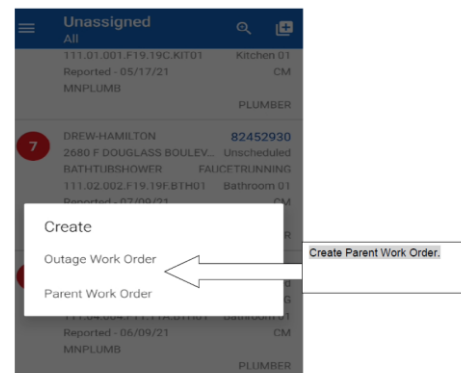 Unassigned
All
111.01.001.F19.19C.KIT01 Kitchen 01
Reported - 05/17/21 CM
MNPLUMB
PLUMBER
7 DREW-HAMILTON 82452930
2680 F DOUGLASS BOULEV... Unscheduled
BATHTUBSHOWER FAUCETRUNNING
111.02.002.F19.19F.BTH01 Bathroom 01
Reported - 07/09/21 CM
Create
Outage Work Order
Parent Work Order
Create Parent Work Order.
Reported - 06/09/21 CM
MNPLUMB
PLUMBER